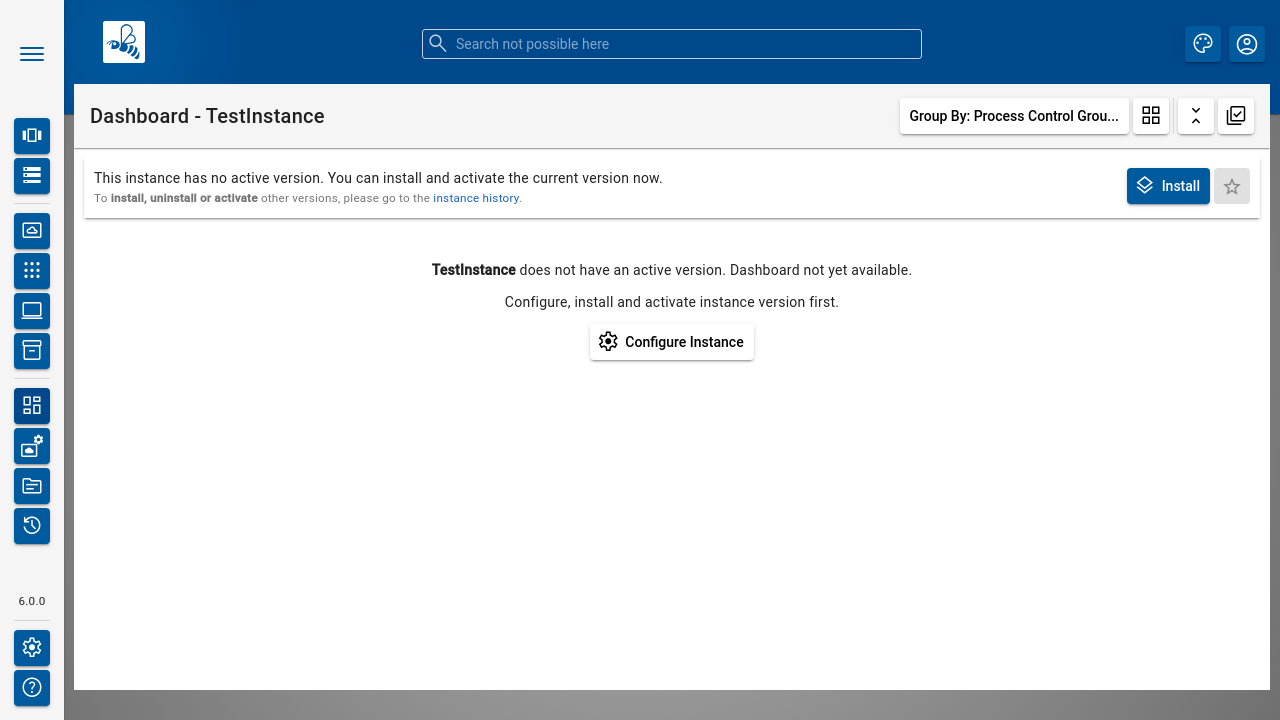 Search not possible here
Dashboard - TestInstance
Group By: Process Control Grou...
This instance has no active version. You can install and activate the current version now.
To install, uninstall or activate other versions, please go to the instance history.
Install
TestInstance does not have an active version. Dashboard not yet available.
Configure, install and activate instance version first.
Configure Instance
6.0.0